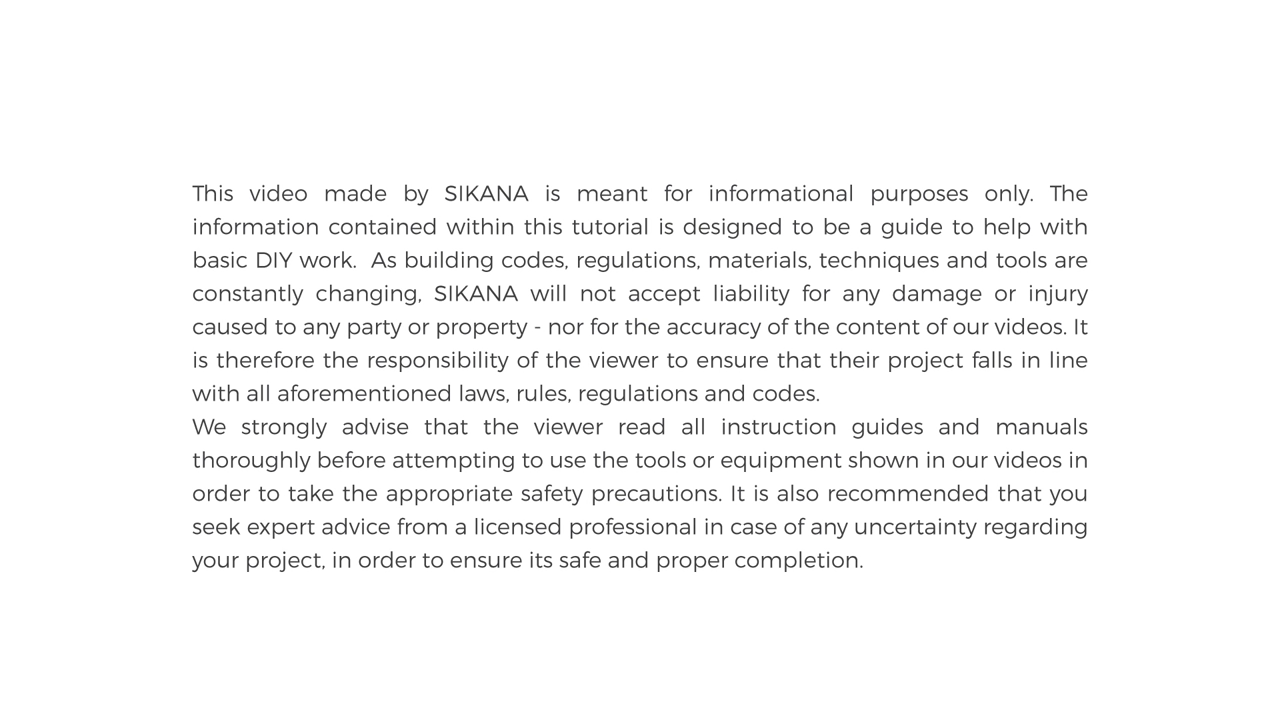 This video made by SIKANA is meant for informational purposes only. The
information contained within this tutorial is designed to be a guide to help with
basic DIY work.  As building codes, regulations, materials, techniques and tools are
constantly changing, SIKANA will not accept liability for any damage or injury
caused to any party or property - nor for the accuracy of the content of our videos. It
is therefore the responsibility of the viewer to ensure that their project falls in line
with all aforementioned laws, rules, regulations and codes.
We strongly advise that the viewer read all instruction guides and manuals
thoroughly before attempting to use the tools or equipment shown in our videos in
order to take the appropriate safety precautions. It is also recommended that you
seek expert advice from a licensed professional in case of any uncertainty regarding
your project, in order to ensure its safe and proper completion.